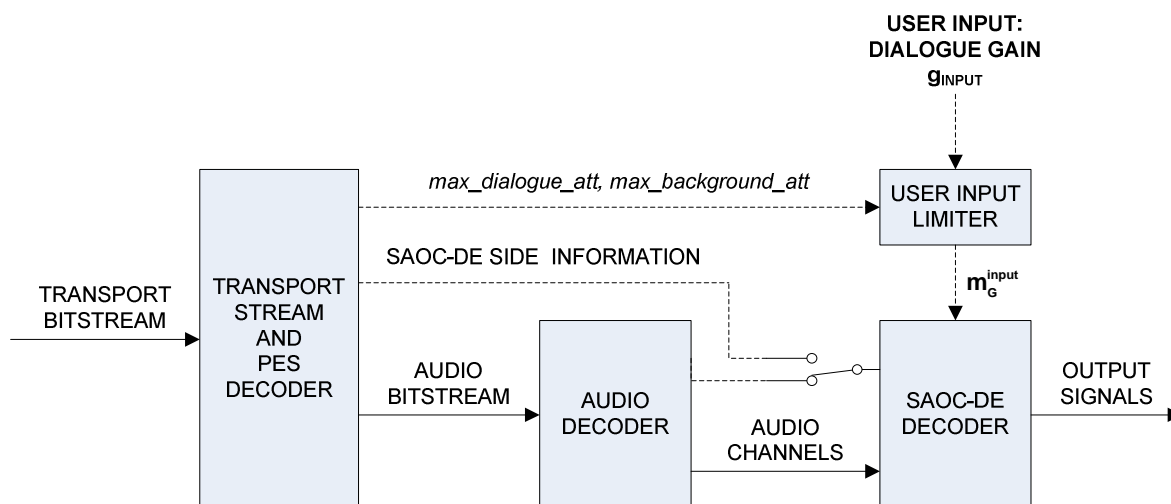 USER INPUT:
DIALOGUE GAIN
gINPUT
max_dialogue_att, max_background_att
USER INPUT
LIMITER
SAOC-DE SIDE INFORMATION
mGinput
TRANSPORT
BITSTREAM
TRANSPORT
STREAM
AND
PES
DECODER
AUDIO
BITSTREAM
AUDIO
DECODER
AUDIO
CHANNELS
SAOC-DE
DECODER
OUTPUT
SIGNALS